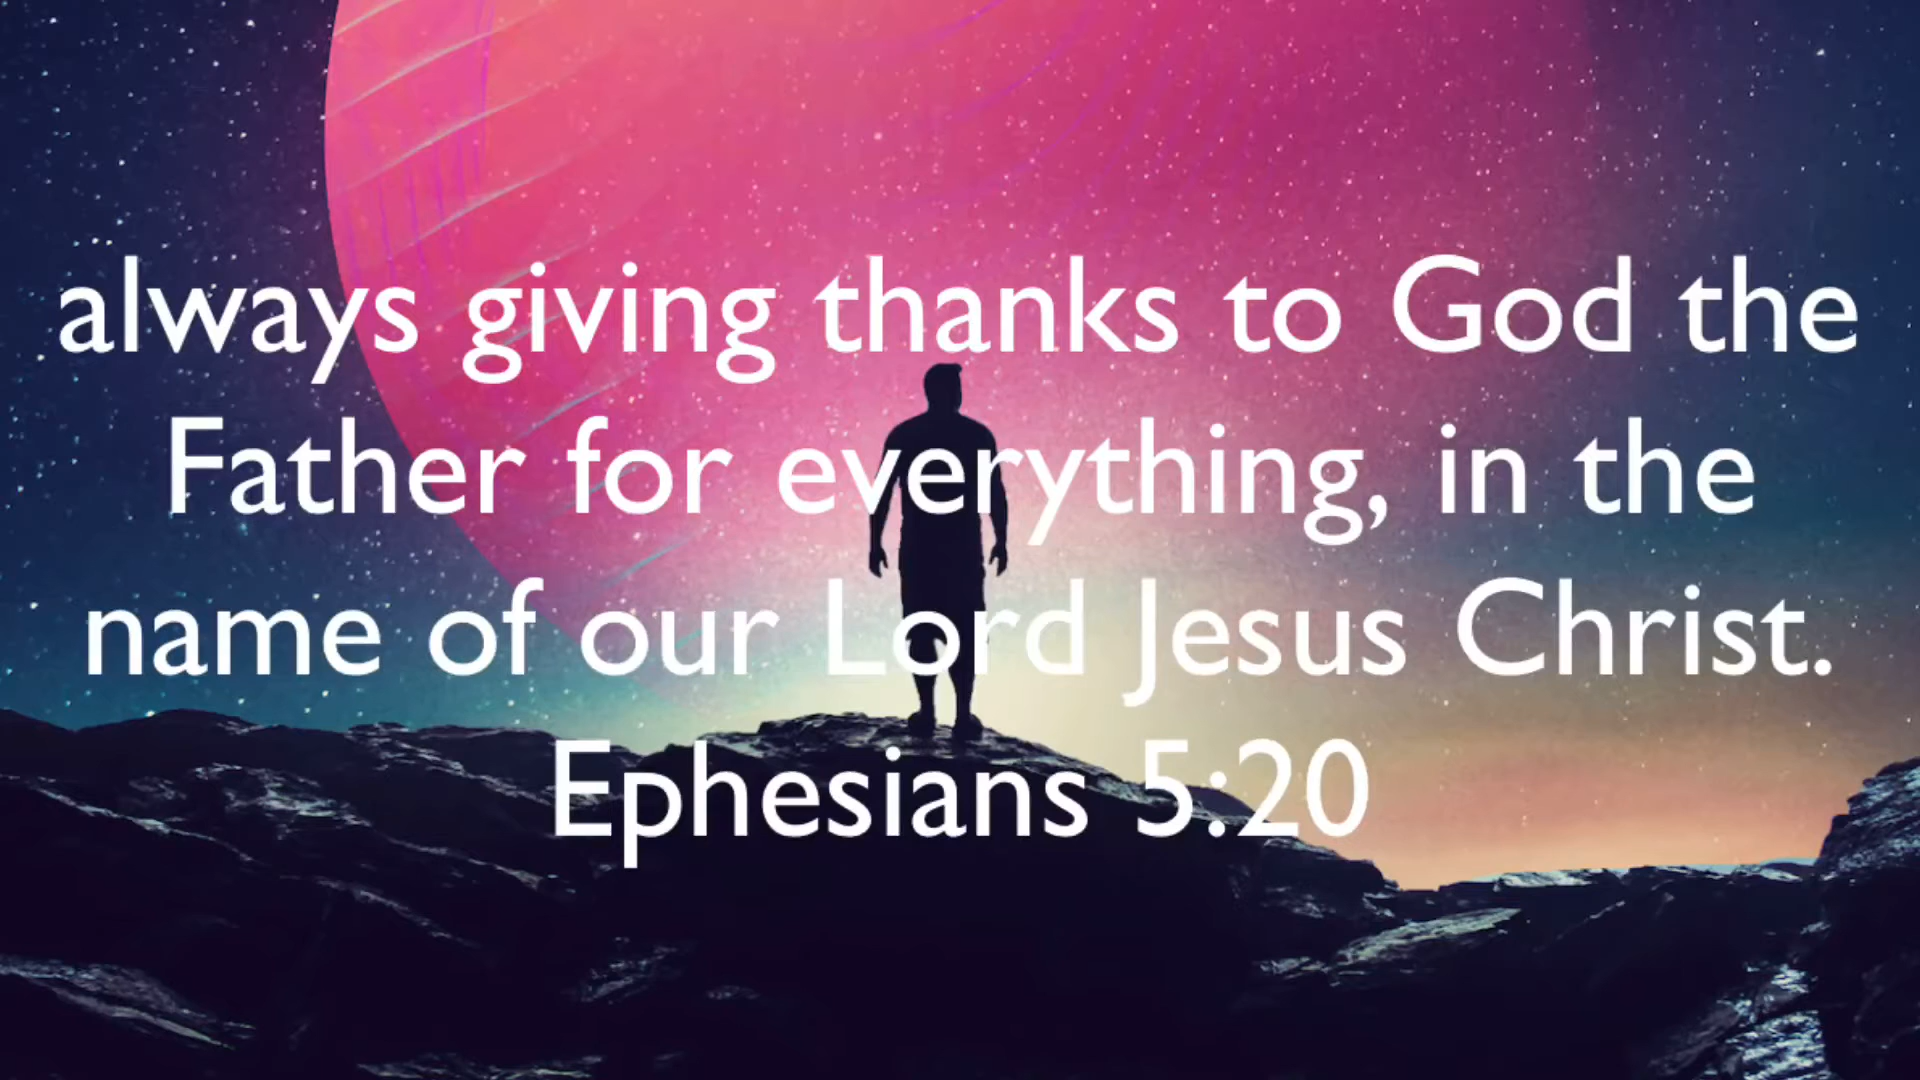 always giving thanks to God the
Father for everything, in the
name of our Lord Jesus Christ.
Ephesians 5:20